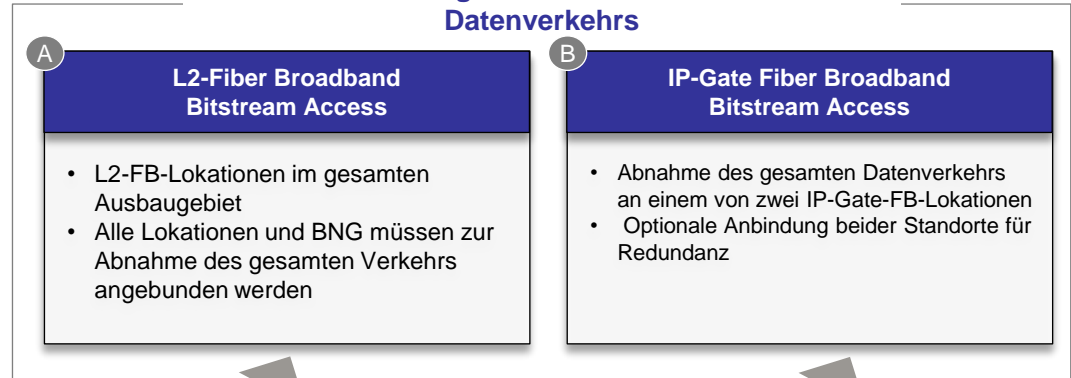 Datenverkehrs
A
L2-Fiber Broadband
Bitstream Access
• L2-FB-Lokationen im gesamten
Ausbaugebiet
• Alle Lokationen und BNG müssen zur
Abnahme des gesamten Verkehrs
angebunden werden
B
IP-Gate Fiber Broadband
Bitstream Access
• Abnahme des gesamten Datenverkehrs
an einem von zwei IP-Gate-FB-Lokationen
• Optionale Anbindung beider Standorte für
Redundanz